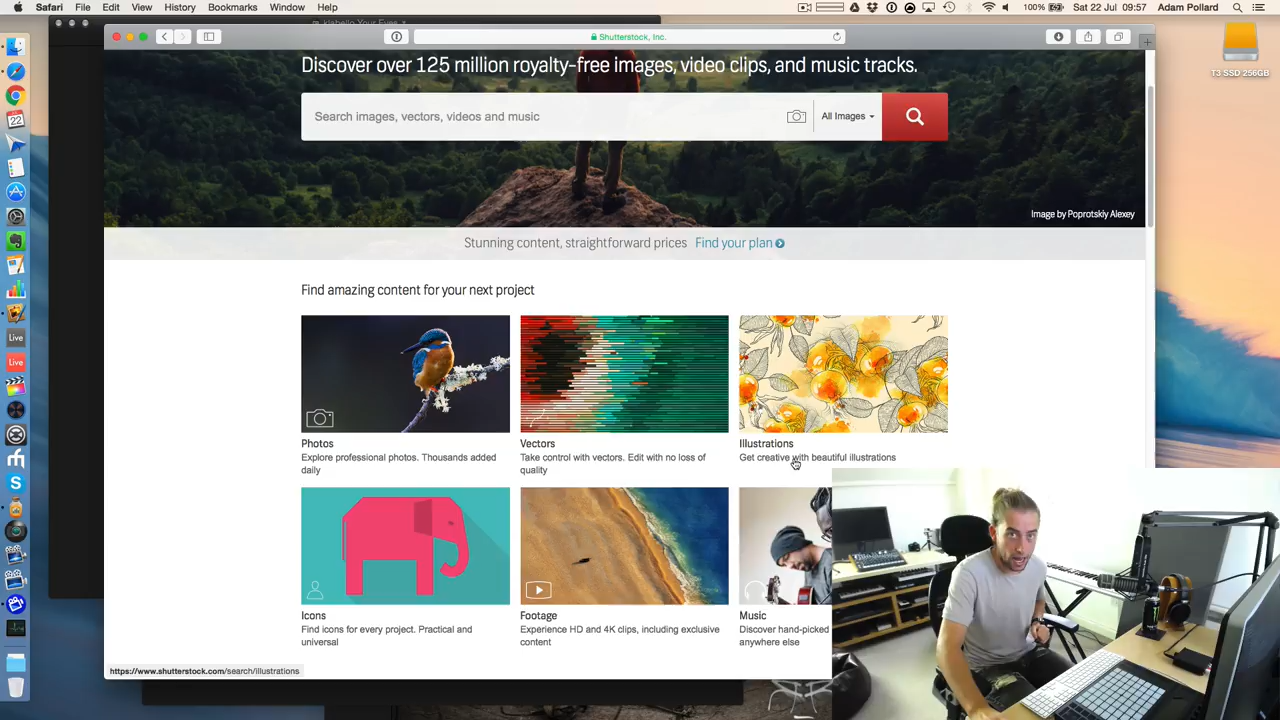 Safari File Edit View History Bookmarks Window Help 100% Sat 22 Jul 09:57 Adam Pollard
Shutterstock, Inc.
T3 SSD 256GB
Discover over 125 million royalty-free images, video clips, and music tracks.
Search images, vectors, videos and music All Images
Image by Poprotskiy Alexey
Stunning content, straightforward prices Find your plan
Find amazing content for your next project
Photos
Explore professional photos. Thousands added
daily
Vectors
Take control with vectors. Edit with no loss of
quality
Illustrations
Get creative with beautiful illustrations
Icons
Find icons for every project. Practical and
universal
Footage
Experience HD and 4K clips, including exclusive
content
Music
Discover hand-picked
anywhere else
https://www.shutterstock.com/search/illustrations
22
Live
Live